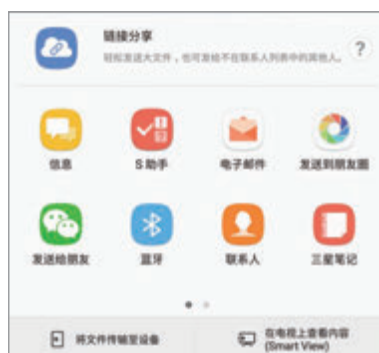 链接分享
轻松发送大文件，也可发给不在联系人列表中的其他人。
?
信息
S 助手
电子邮件
发送到朋友圈
发送给朋友
蓝牙
联系人
三星笔记
将文件传输至设备
在电视上查看内容
(Smart View)